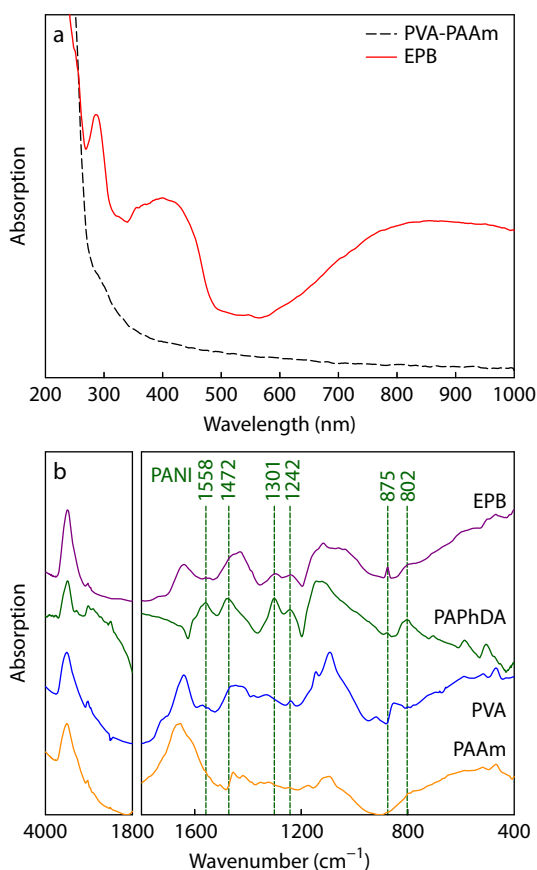 a
PVA-PAAm
EPB
Absorption
200 300 400 500 600 700 800 900 1000
Wavelength (nm)
b
PANI 1558 1472 1301 1242 875 802
EPB
PAPhDA
PVA
PAAm
Absorption
4000 1800 1600 1200 800 400
Wavenumber (cm⁻¹)